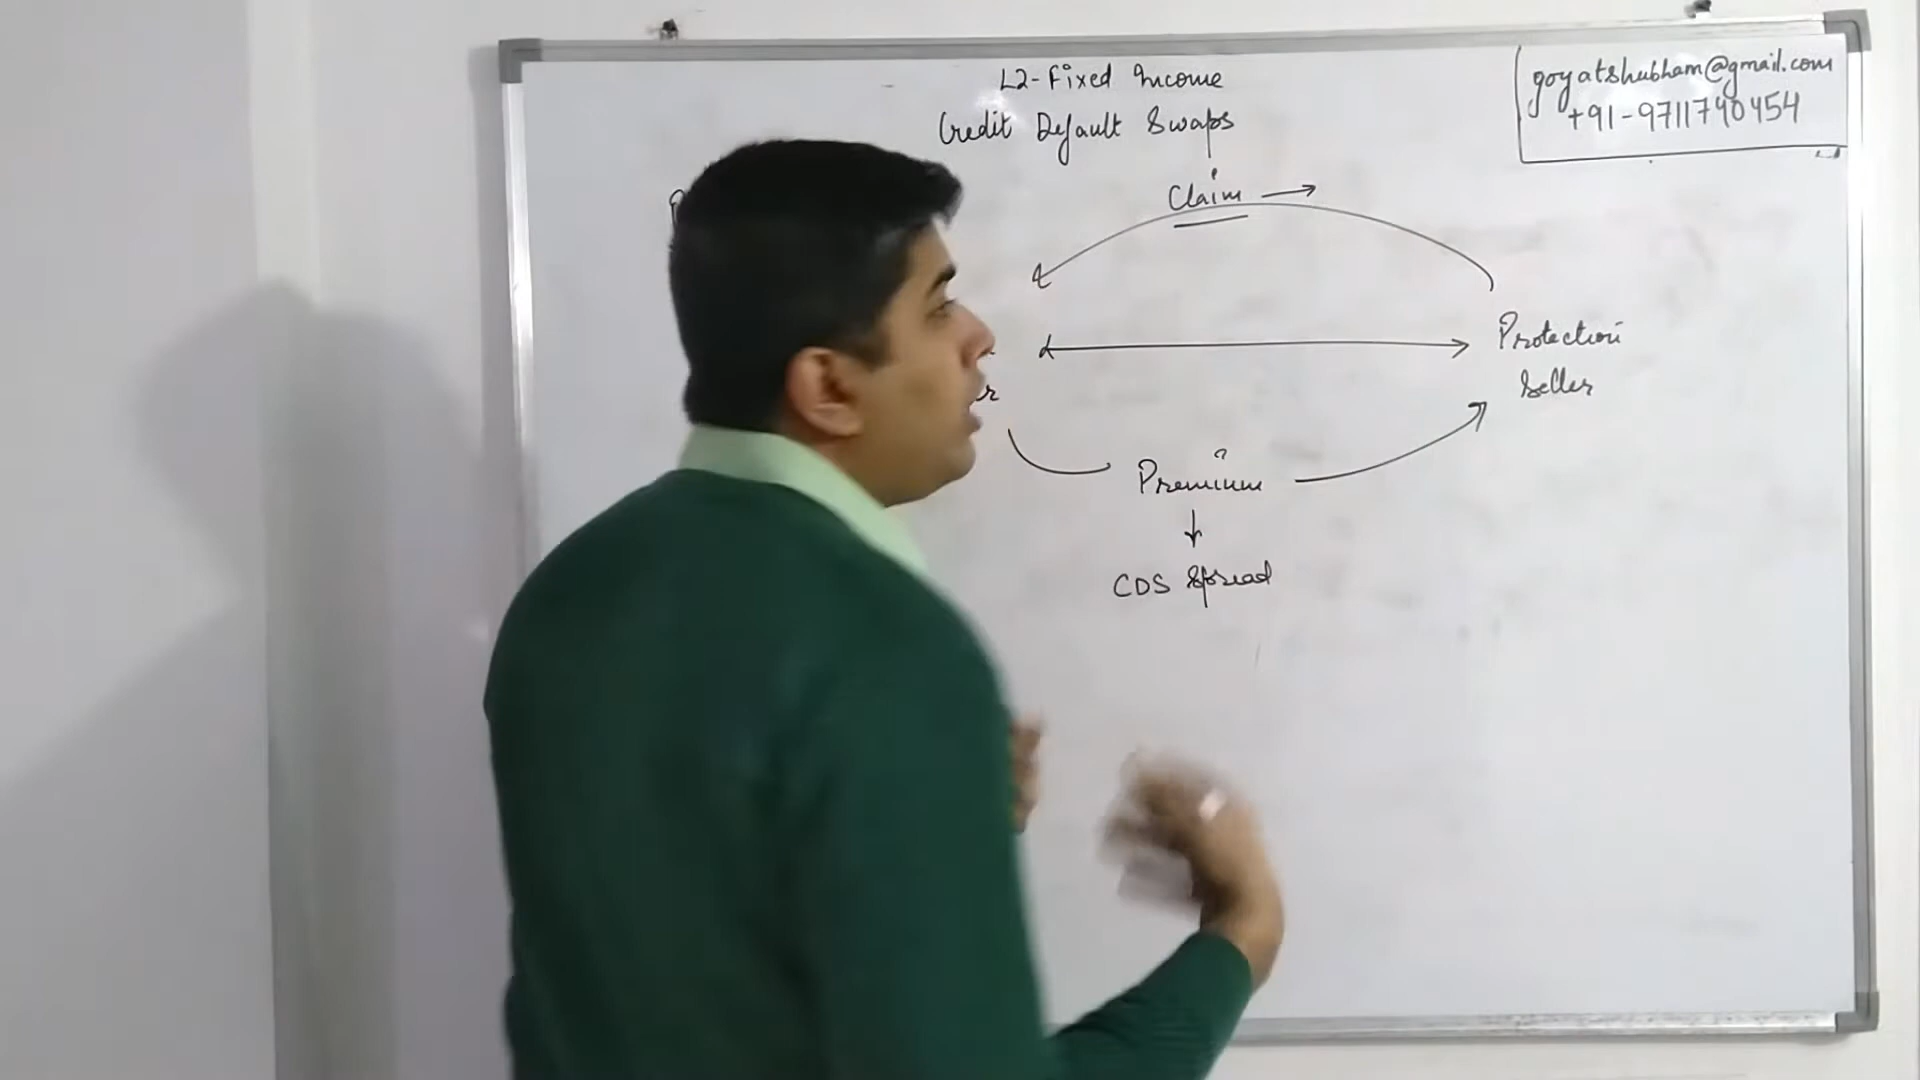 L2-Fixed Income
Credit Default Swaps
goyatshubham@gmail.com
+91-9711740454
Claim
Protection
Seller
Premium
CDS Spread